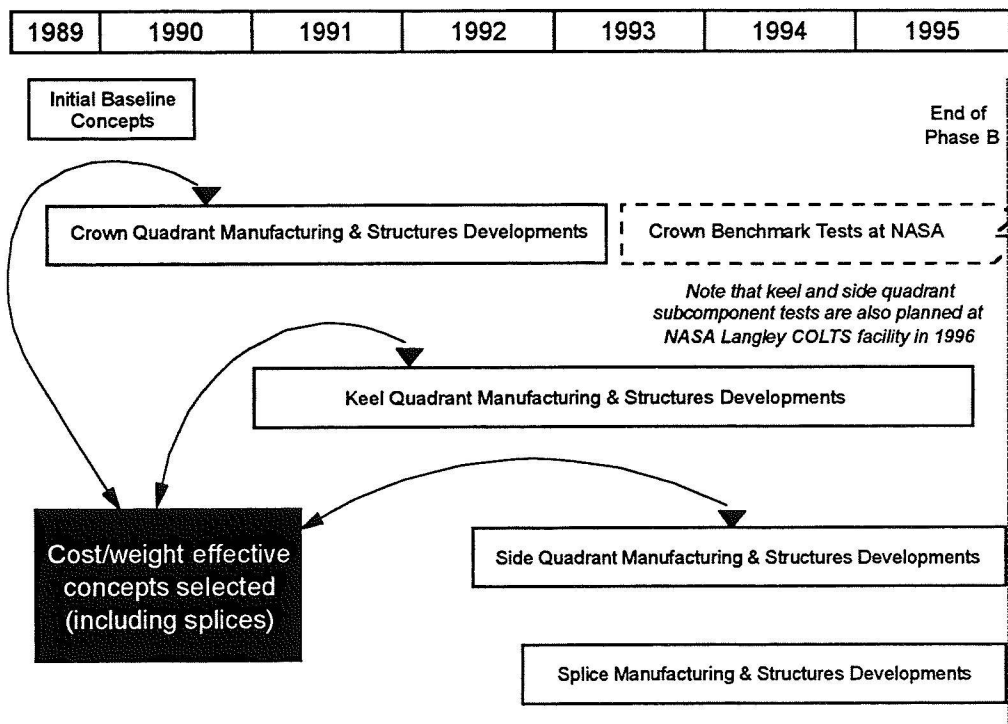 1989 1990 1991 1992 1993 1994 1995
Initial Baseline
Concepts
End of
Phase B
Crown Quadrant Manufacturing & Structures Developments
Crown Benchmark Tests at NASA
Note that keel and side quadrant
subcomponent tests are also planned at
NASA Langley COLTS facility in 1996
Keel Quadrant Manufacturing & Structures Developments
Cost/weight effective
concepts selected
(including splices)
Side Quadrant Manufacturing & Structures Developments
Splice Manufacturing & Structures Developments